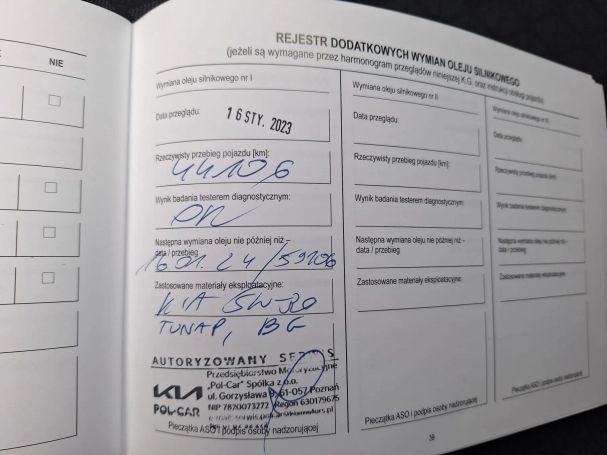 NIE
REJESTR DODATKOWYCH WYMIAN OLEJU SILNIKOWEGO
(jeżeli są wymagane przez harmonogram przeglądów niniejszej K.G. oraz instrukcji obsługi pojazdu)
Wymiana oleju silnikowego nr I
Data przeglądu:
16 STY. 2023
Rzeczywisty przebieg pojazdu [km]:
44106
Wynik badania testerem diagnostycznym:
Następna wymiana oleju nie później niż –
data / przebieg
16.01.24/59106
Zastosowane materiały eksploatacyjne:
KIA 5W-30
TUNAP, BG
AUTORYZOWANY SERWIS
Przedsiębiorstwo Motoryzacyjne
KIA „Pol-Car" Spółka z o.o.
ul. Gorzysława 9, 61-057 Poznań
POL-CAR NIP 7820073272, Regon 630179675
Pieczątka ASO i podpis osoby nadzorującej
Wymiana oleju silnikowego nr II
Data przeglądu:
Rzeczywisty przebieg pojazdu [km]:
Wynik badania testerem diagnostycznym:
Następna wymiana oleju nie później niż –
data / przebieg
Zastosowane materiały eksploatacyjne:
Pieczątka ASO i podpis osoby nadzorującej
Wymiana oleju silnikowego nr III
Data przeglądu:
Rzeczywisty przebieg pojazdu [km]:
Wynik badania testerem diagnostycznym:
Następna wymiana oleju nie później niż –
data / przebieg
Zastosowane materiały eksploatacyjne:
Pieczątka ASO i podpis osoby nadzorującej
39